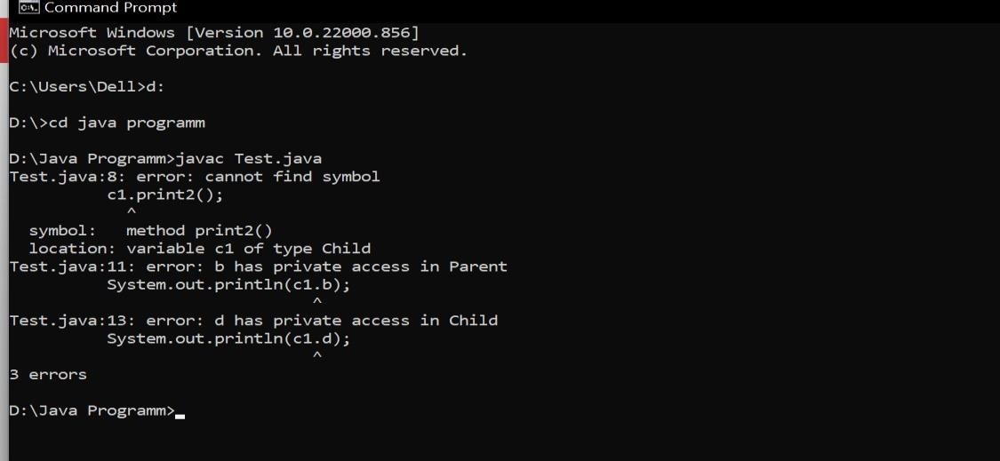 Command Prompt
Microsoft Windows [Version 10.0.22000.856]
(c) Microsoft Corporation. All rights reserved.
C:\Users\Dell>d:
D:\>cd java programm
D:\Java Programm>javac Test.java
Test.java:8: error: cannot find symbol
c1.print2();
^
symbol:   method print2()
location: variable c1 of type Child
Test.java:11: error: b has private access in Parent
System.out.println(c1.b);
^
Test.java:13: error: d has private access in Child
System.out.println(c1.d);
^
3 errors
D:\Java Programm>